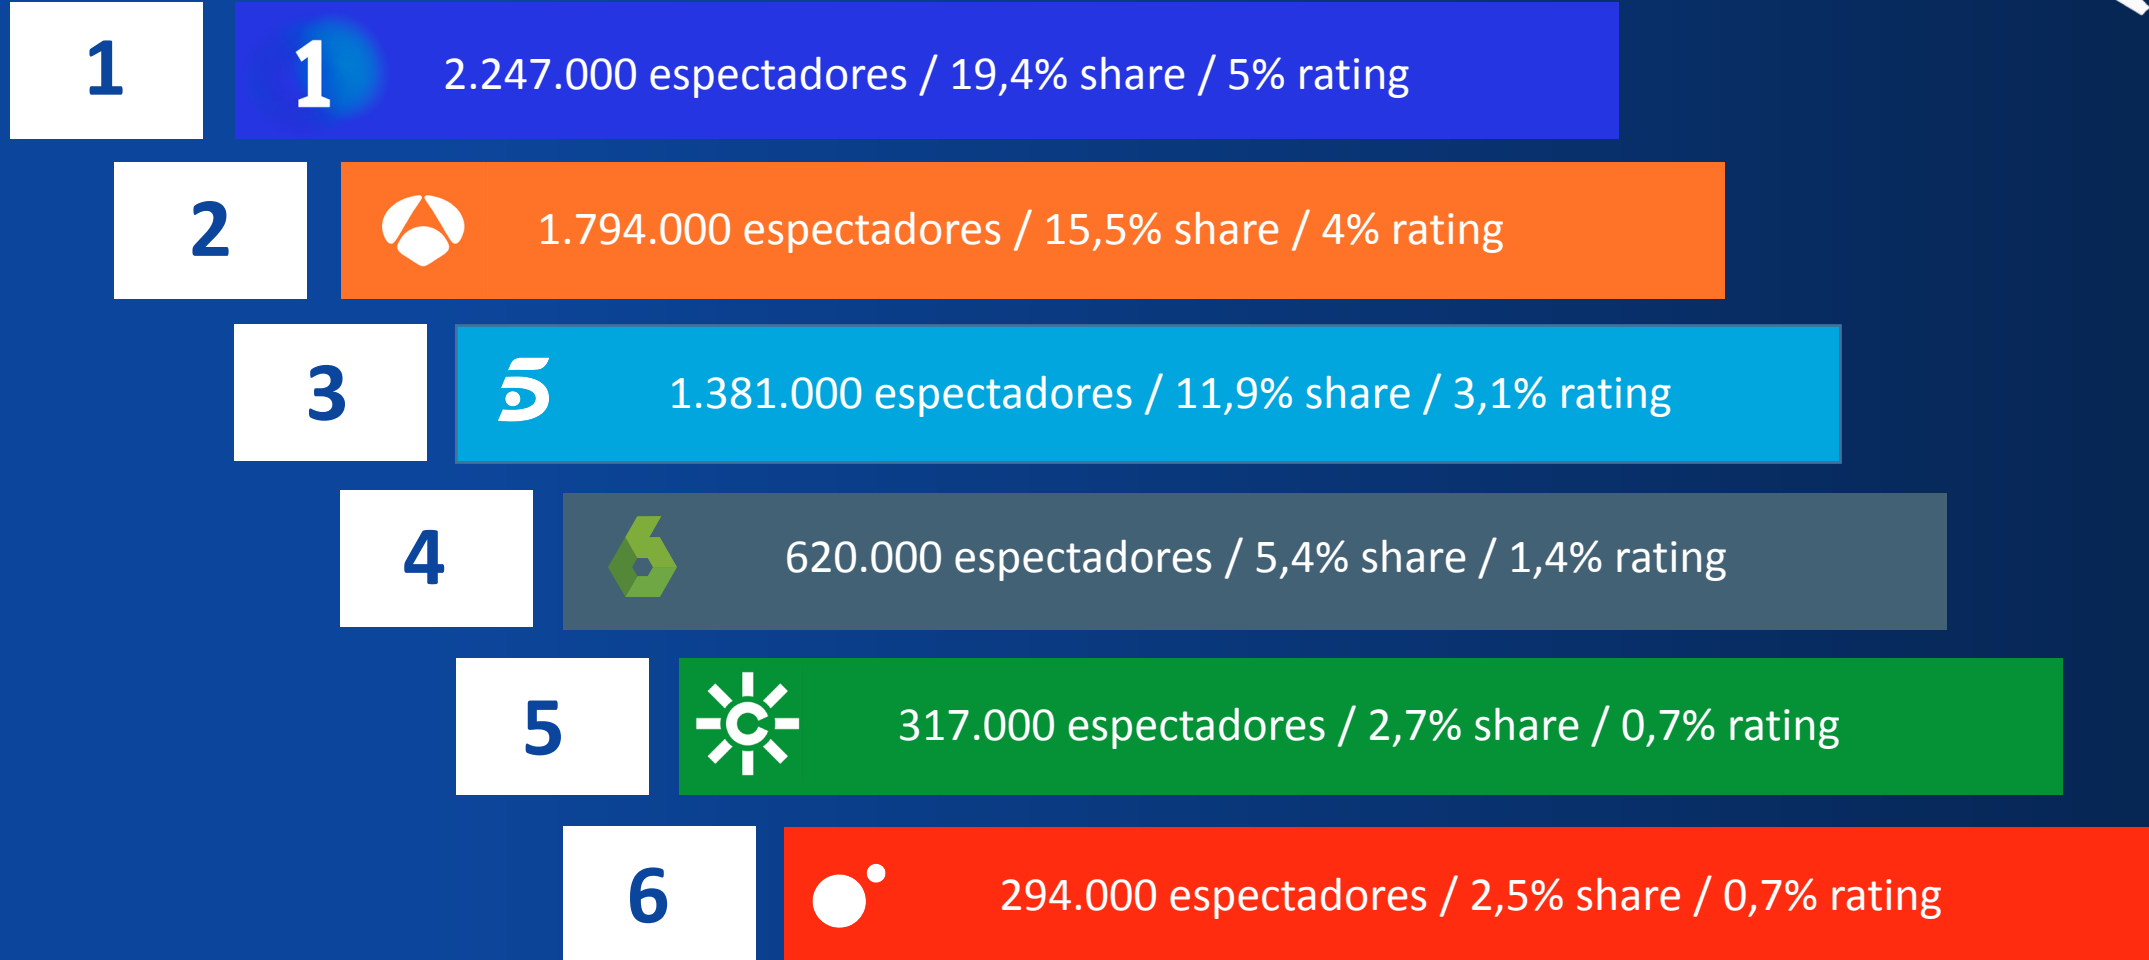 1
1 2.247.000 espectadores / 19,4% share / 5% rating
2
1.794.000 espectadores / 15,5% share / 4% rating
3
5 1.381.000 espectadores / 11,9% share / 3,1% rating
4
6 620.000 espectadores / 5,4% share / 1,4% rating
5
C 317.000 espectadores / 2,7% share / 0,7% rating
6
294.000 espectadores / 2,5% share / 0,7% rating